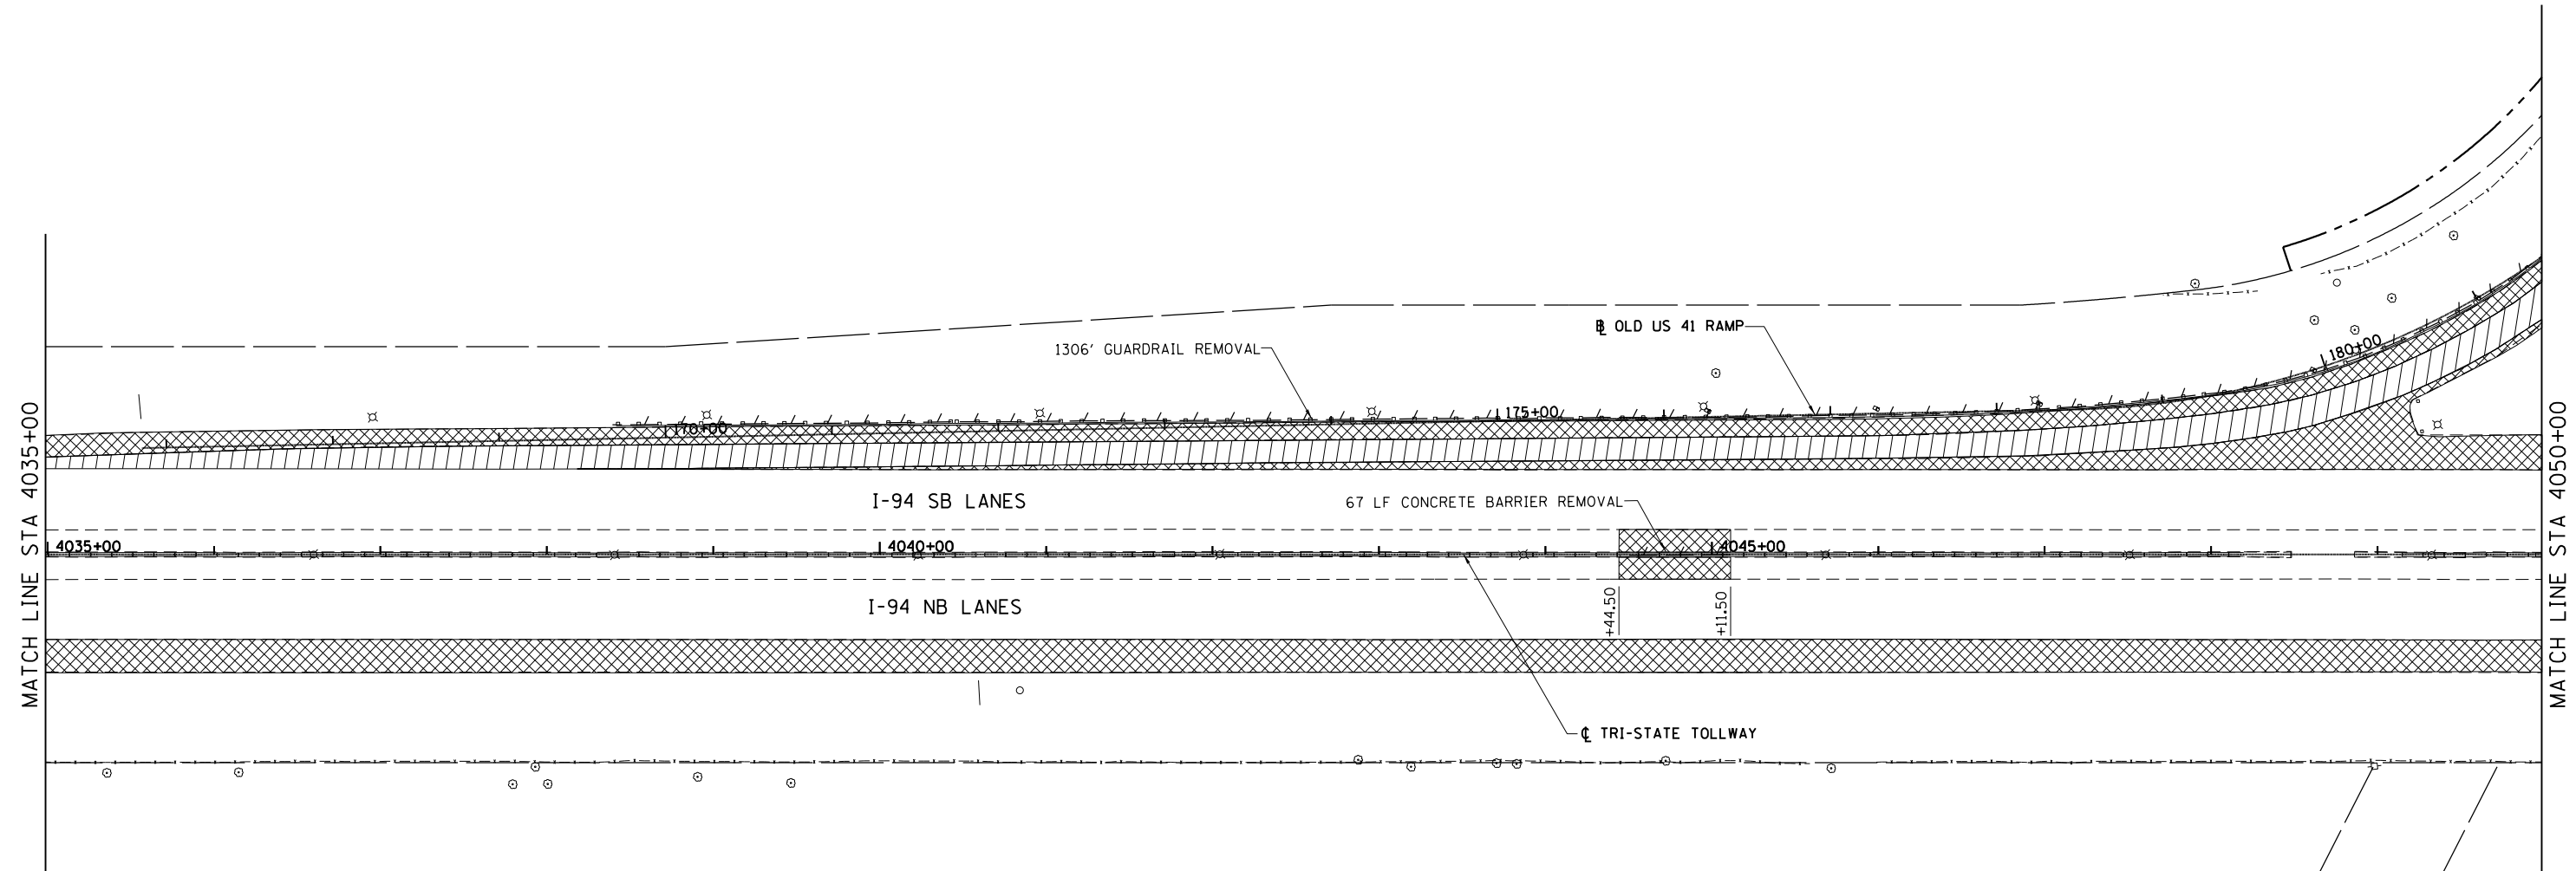 MATCH LINE STA 4035+00
1306' GUARDRAIL REMOVAL
℄ OLD US 41 RAMP
170+00
175+00
180+00
I-94 SB LANES
67 LF CONCRETE BARRIER REMOVAL
4035+00
4040+00
4045+00
I-94 NB LANES
+44.50
+11.50
℄ TRI-STATE TOLLWAY
MATCH LINE STA 4050+00